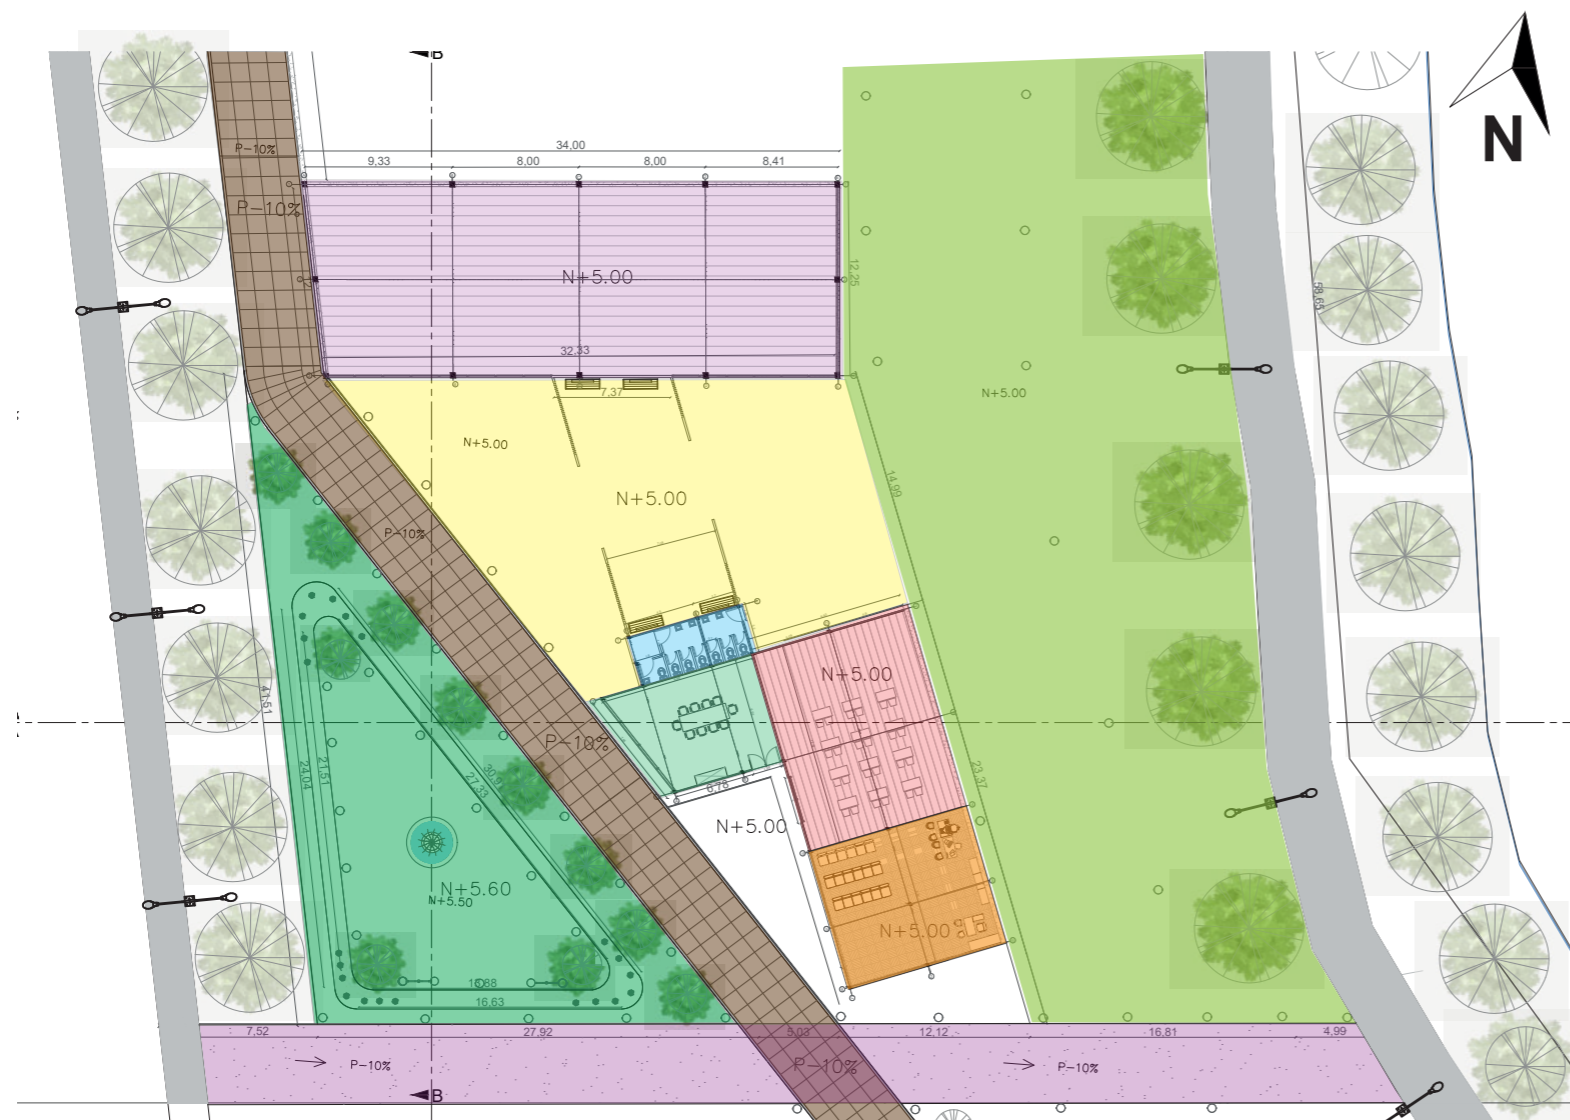 B
N
P-10%
34,00
9,33
8,00
8,00
8,41
P-10%
N+5.00
12,25
58,65
32,33
7,37
N+5.00
N+5.00
N+5.00
14,99
P-10%
N+5.00
41,51
P-10%
24,04
21,51
27,33
6,78
23,37
N+5.00
N+5.60
N+5.50
N+5.00
16,63
7,52
27,92
5,03
12,12
16,81
4,99
P-10%
P-10%
P-10%
B